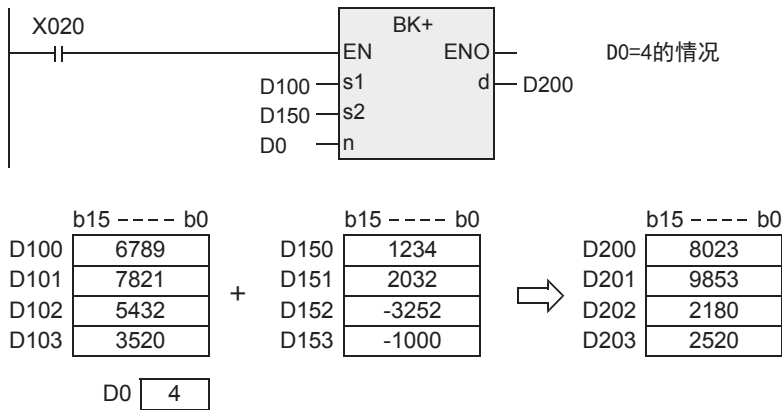 X020
BK+
EN ENO
D0=4的情况
D100 s1 d D200
D150 s2
D0 n
b15 ---- b0 b15 ---- b0 b15 ---- b0
D100 6789 D150 1234 D200 8023
D101 7821 + D151 2032 D201 9853
D102 5432 D152 -3252 D202 2180
D103 3520 D153 -1000 D203 2520
D0 4